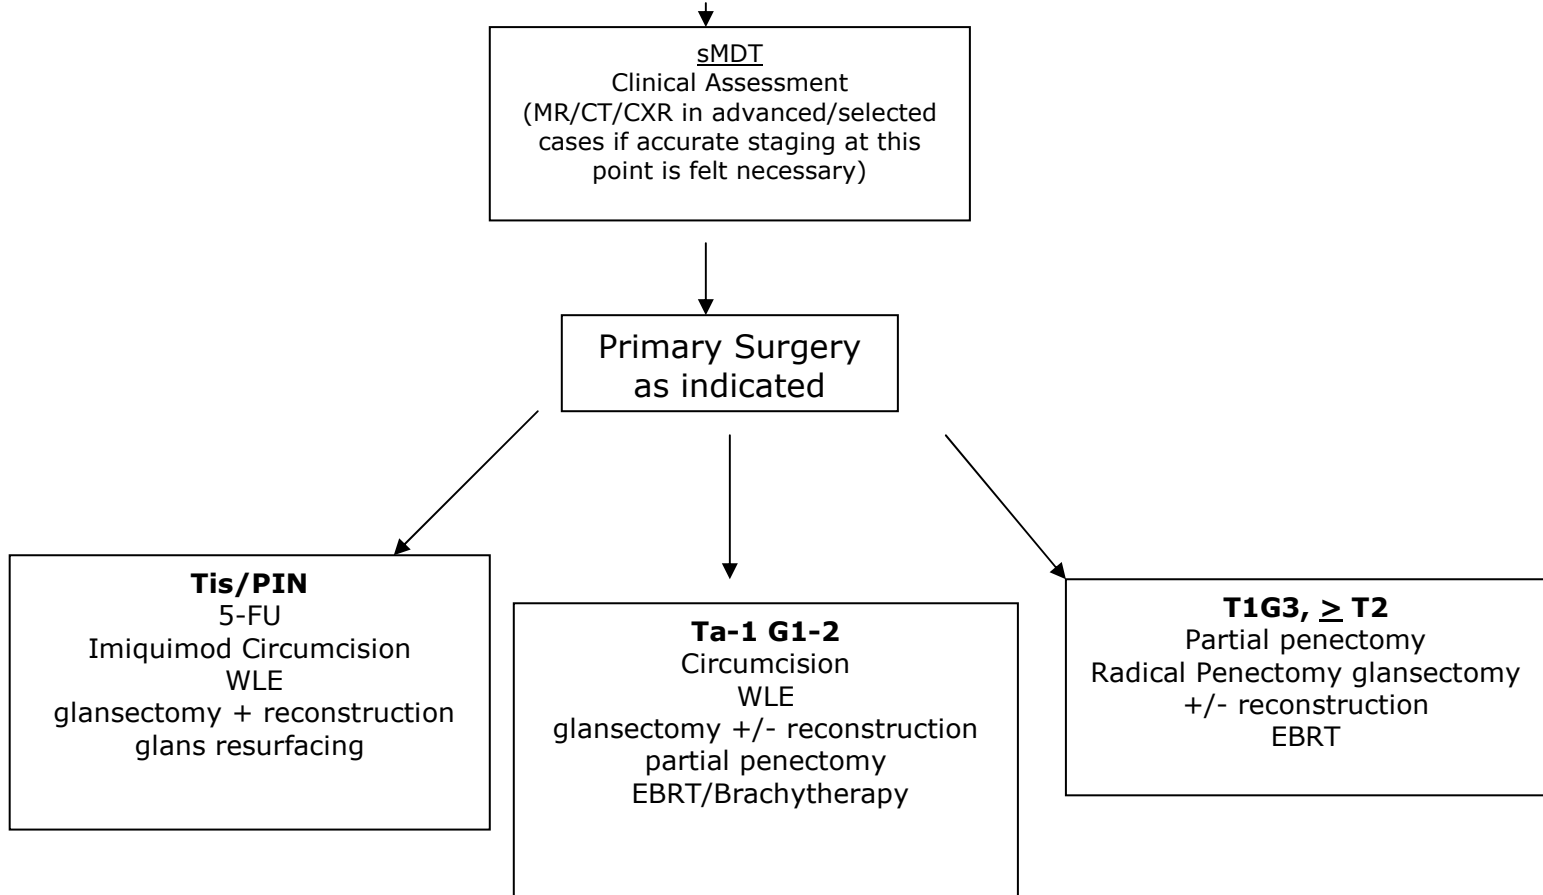 sMDT
Clinical Assessment
(MR/CT/CXR in advanced/selected
cases if accurate staging at this
point is felt necessary)
Primary Surgery
as indicated
Tis/PIN
5-FU
Imiquimod Circumcision
WLE
glansectomy + reconstruction
glans resurfacing
Ta-1 G1-2
Circumcision
WLE
glansectomy +/- reconstruction
partial penectomy
EBRT/Brachytherapy
T1G3, ≥ T2
Partial penectomy
Radical Penectomy glansectomy
+/- reconstruction
EBRT